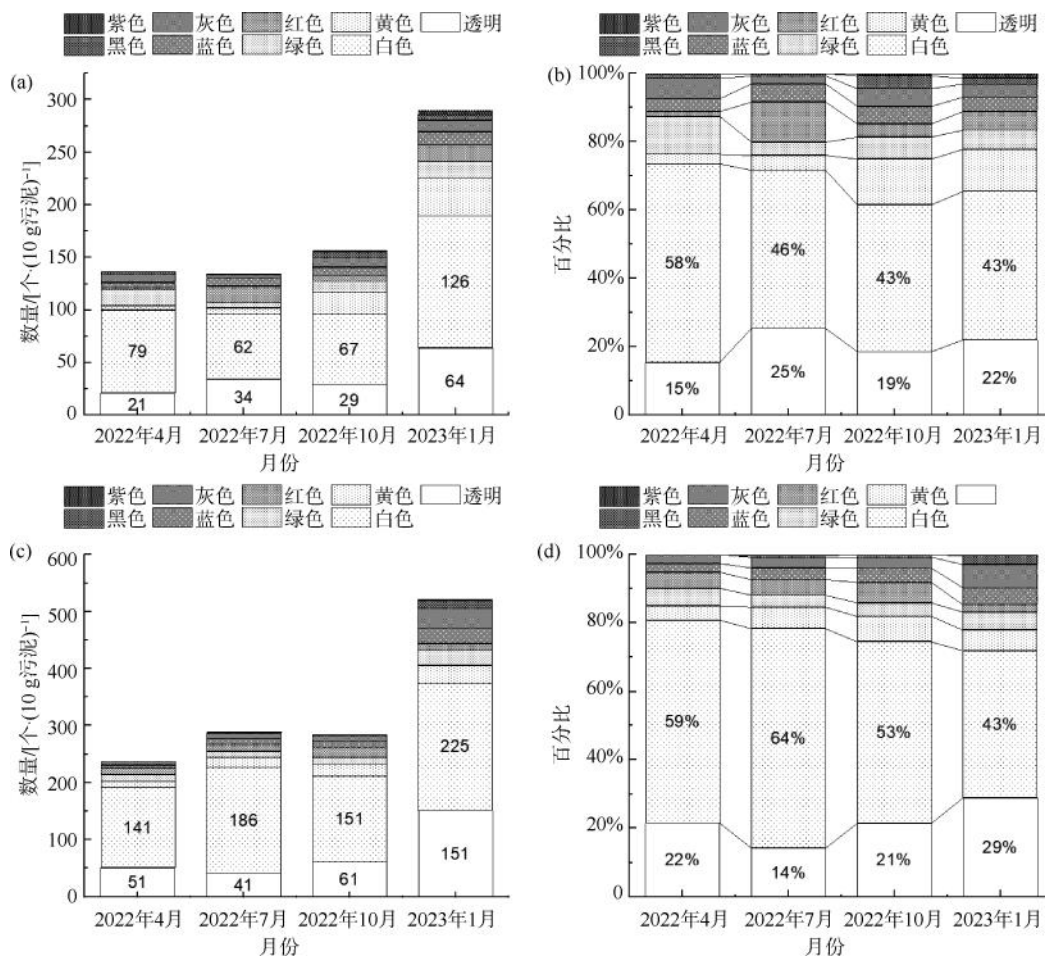 紫色 灰色 红色 黄色 透明
黑色 蓝色 绿色 白色
(a)
数量/[个·(10 g污泥)⁻¹]
300
250
200
150
100
50
0
79
21
62
34
67
29
126
64
2022年4月 2022年7月 2022年10月 2023年1月
月份
紫色 灰色 红色 黄色 透明
黑色 蓝色 绿色 白色
(b)
百分比
100%
80%
60%
40%
20%
0
58%
15%
46%
25%
43%
19%
43%
22%
2022年4月 2022年7月 2022年10月 2023年1月
月份
紫色 灰色 红色 黄色 透明
黑色 蓝色 绿色 白色
(c)
数量/[个·(10 g污泥)⁻¹]
600
500
400
300
200
100
0
141
51
186
41
151
61
225
151
2022年4月 2022年7月 2022年10月 2023年1月
月份
紫色 灰色 红色 黄色
黑色 蓝色 绿色 白色
(d)
百分比
100%
80%
60%
40%
20%
0
59%
22%
64%
14%
53%
21%
43%
29%
2022年4月 2022年7月 2022年10月 2023年1月
月份